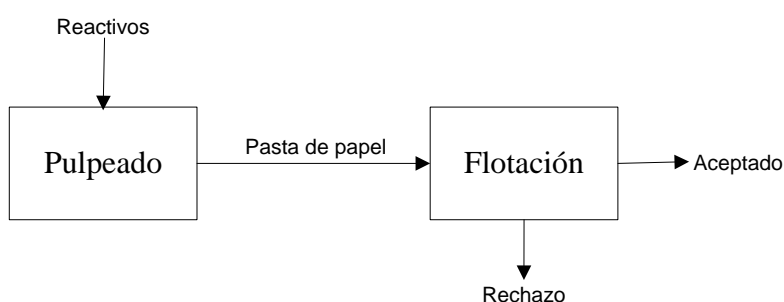 Reactivos
Pulpeado
Pasta de papel
Flotación
Aceptado
Rechazo